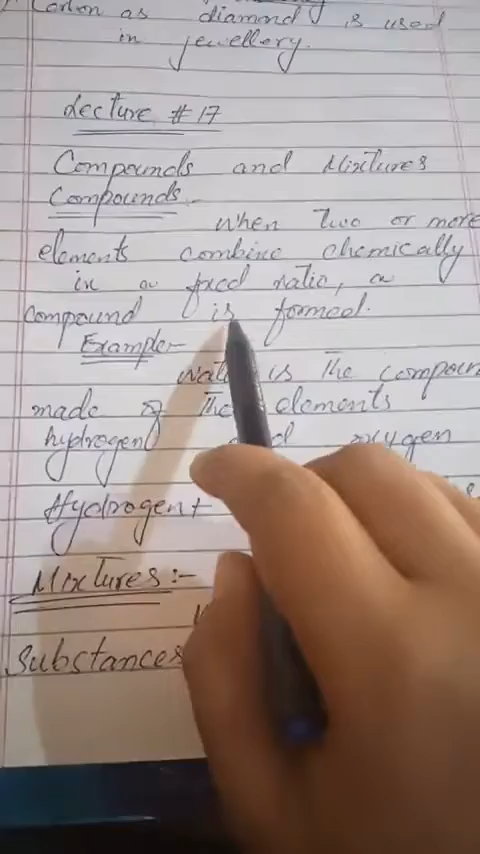 Carbon as diamond is used
in jewellery.
Lecture # 17
Compounds and Mixtures
Compounds -
When two or more
elements combine chemically
in a fixed ratio, a
compound is formed.
Example -
is the
made of the elements
hydrogen oxygen
Hydrogen +
Mixtures :-
Substances